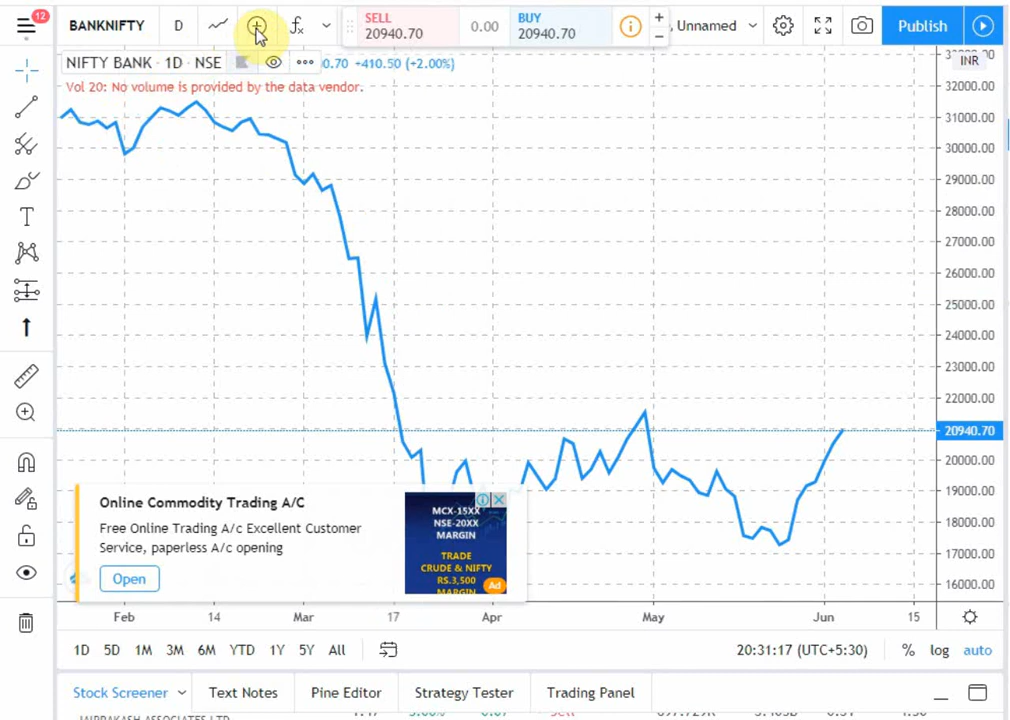 12
BANKNIFTY
D
SELL
20940.70
0.00
BUY
20940.70
Unnamed
Publish
NIFTY BANK · 1D · NSE
0.70 +410.50 (+2.00%)
INR
Vol 20: No volume is provided by the data vendor.
32000.00
31000.00
30000.00
29000.00
28000.00
27000.00
26000.00
25000.00
24000.00
23000.00
22000.00
20940.70
20000.00
19000.00
18000.00
17000.00
16000.00
Online Commodity Trading A/C
Free Online Trading A/c Excellent Customer
Service, paperless A/c opening
Open
MCX-15XX
NSE-20XX
MARGIN
TRADE
CRUDE & NIFTY
RS.3,500
MARGIN
Ad
Feb 14 Mar 17 Apr May Jun 15
1D 5D 1M 3M 6M YTD 1Y 5Y All
20:31:17 (UTC+5:30)
% log auto
Stock Screener
Text Notes
Pine Editor
Strategy Tester
Trading Panel